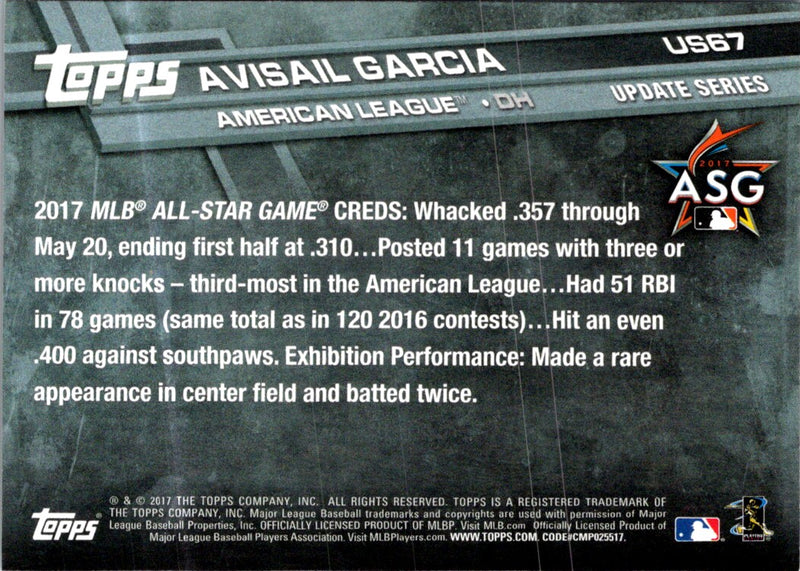 topps AVISAIL GARCIA US67
AMERICAN LEAGUE™ • DH UPDATE SERIES
2017
ASG
2017 MLB® ALL-STAR GAME® CREDS: Whacked .357 through
May 20, ending first half at .310...Posted 11 games with three or
more knocks – third-most in the American League...Had 51 RBI
in 78 games (same total as in 120 2016 contests)...Hit an even
.400 against southpaws. Exhibition Performance: Made a rare
appearance in center field and batted twice.
topps®
® & © 2017 THE TOPPS COMPANY, INC. ALL RIGHTS RESERVED. TOPPS IS A REGISTERED TRADEMARK OF
THE TOPPS COMPANY, INC. Major League Baseball trademarks and copyrights are used with permission of Major
League Baseball Properties, Inc. OFFICIALLY LICENSED PRODUCT OF MLBP. Visit MLB.com Officially Licensed Product of
Major League Baseball Players Association. Visit MLBPlayers.com. WWW.TOPPS.COM. CODE#CMP025517.